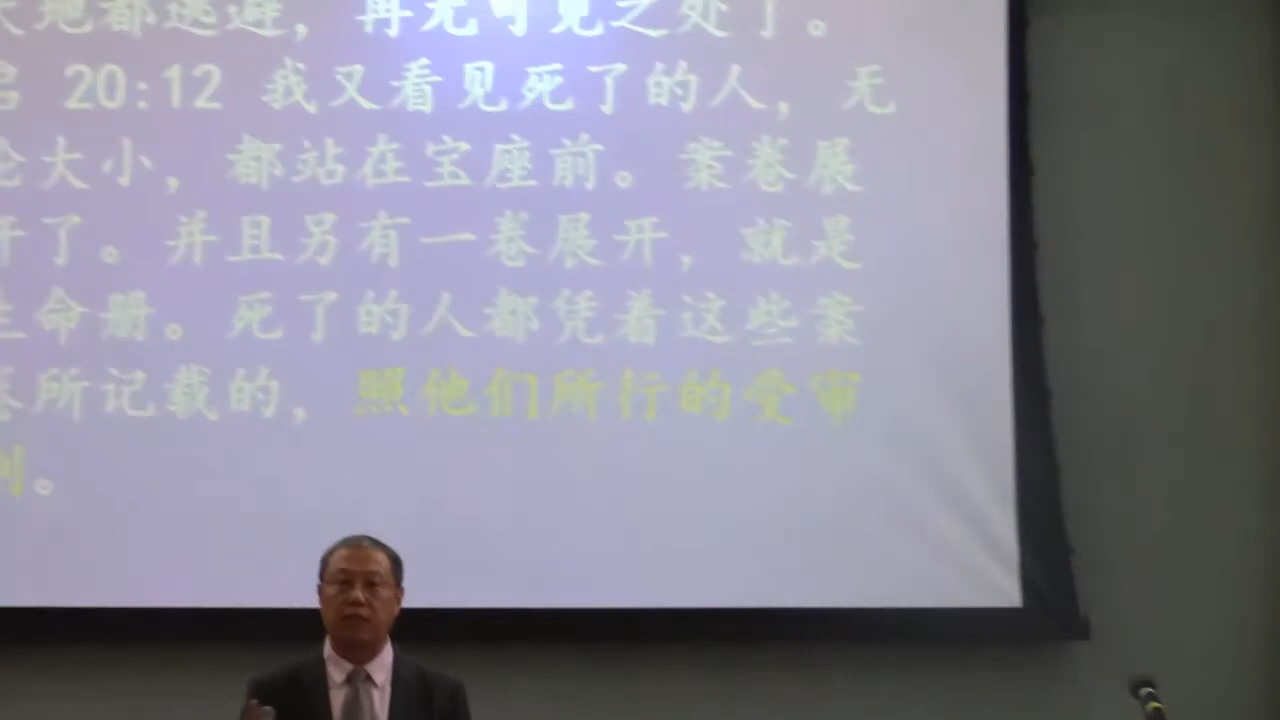 天地都逃避，再无可见之处了。
启 20:12 我又看见死了的人，无
论大小，都站在宝座前。案卷展
开了。并且另有一卷展开，就是
生命册。死了的人都凭着这些案
卷所记载的，照他们所行的受审
判。